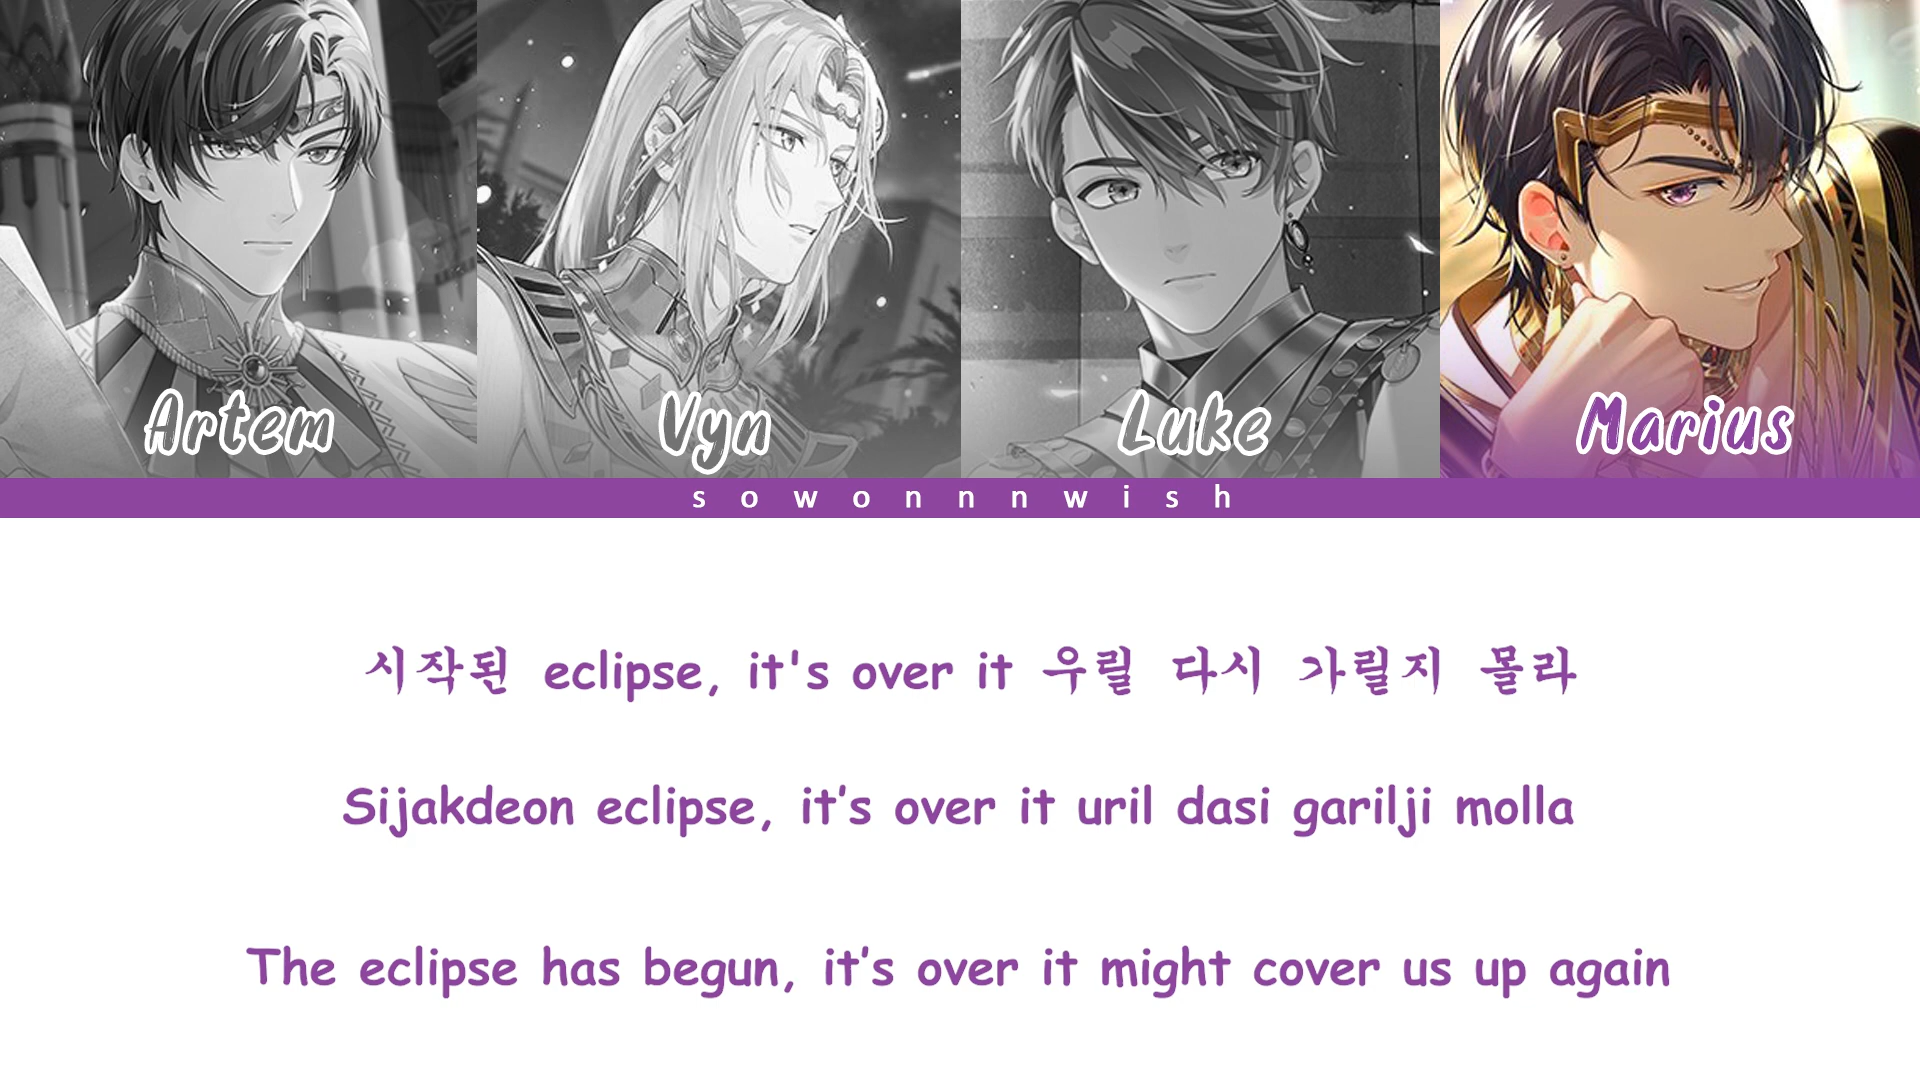 Artem
Vyn
Luke
Marius
sowonnnwish
시작된 eclipse, it's over it 우릴 다시 가릴지 몰라
Sijakdeon eclipse, it’s over it uril dasi garilji molla
The eclipse has begun, it’s over it might cover us up again